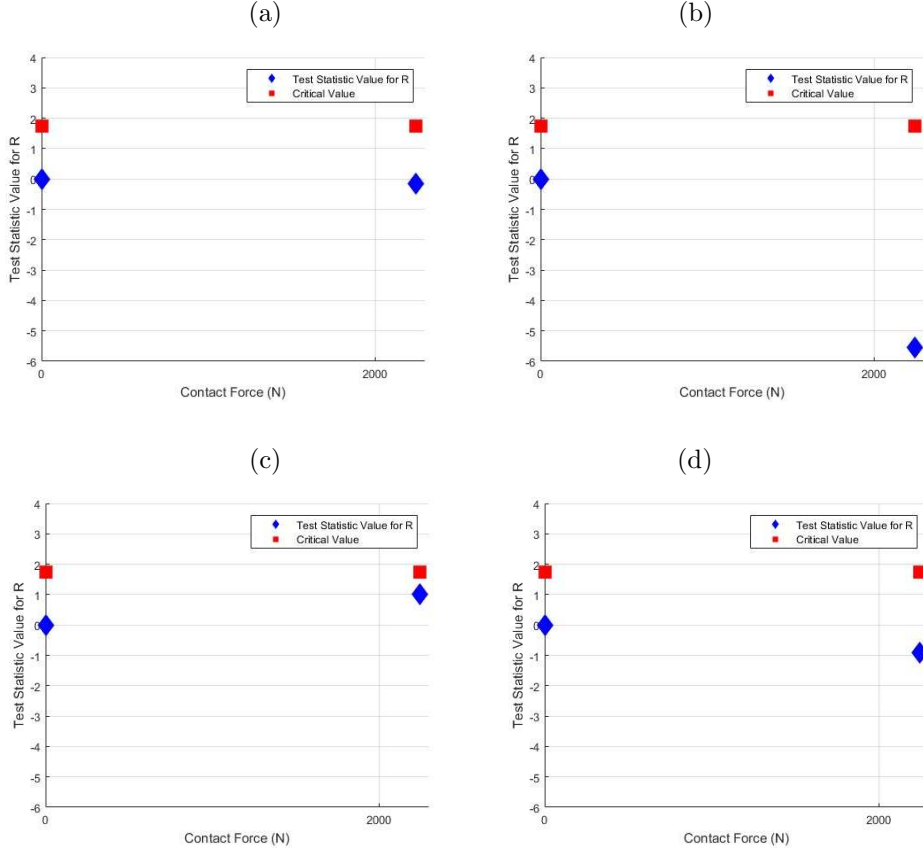 (a)
4
3
2
1
0
-1
-2
-3
-4
-5
-6
Test Statistic Value for R
Test Statistic Value for R
Critical Value
0
2000
Contact Force (N)
(b)
4
3
2
1
0
-1
-2
-3
-4
-5
-6
Test Statistic Value for R
Test Statistic Value for R
Critical Value
0
2000
Contact Force (N)
(c)
4
3
2
1
0
-1
-2
-3
-4
-5
-6
Test Statistic Value for R
Test Statistic Value for R
Critical Value
0
2000
Contact Force (N)
(d)
4
3
2
1
0
-1
-2
-3
-4
-5
-6
Test Statistic Value for R
Test Statistic Value for R
Critical Value
0
2000
Contact Force (N)